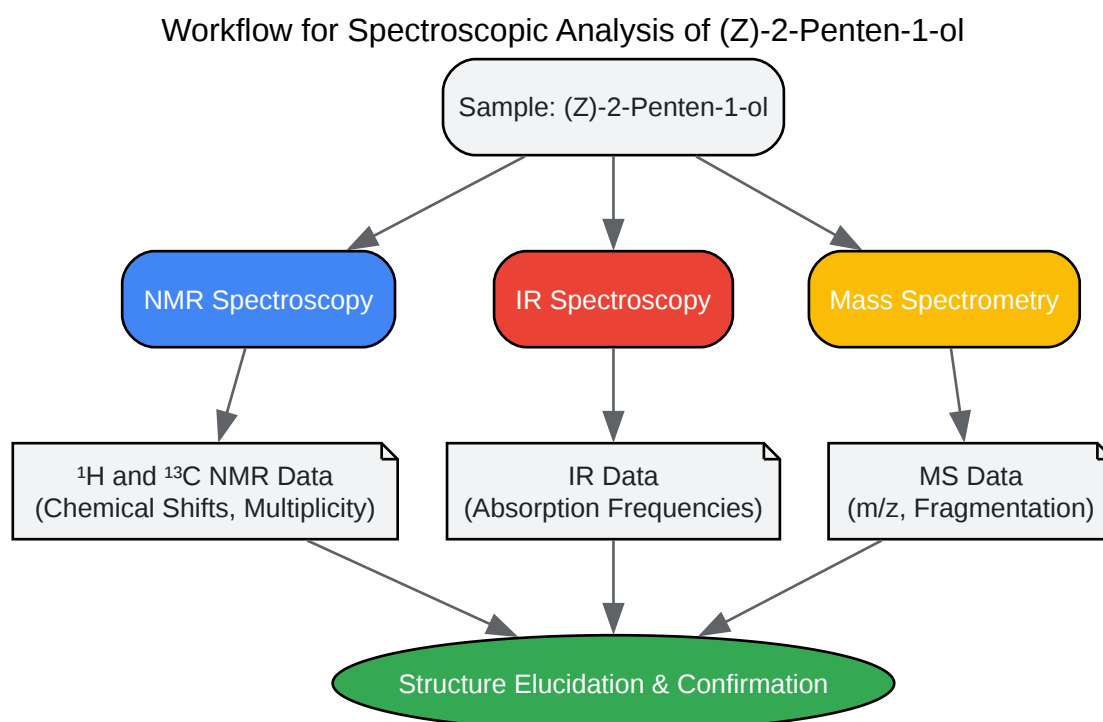 Workflow for Spectroscopic Analysis of (Z)-2-Penten-1-ol
Sample: (Z)-2-Penten-1-ol
NMR Spectroscopy
IR Spectroscopy
Mass Spectrometry
¹H and ¹³C NMR Data
(Chemical Shifts, Multiplicity)
IR Data
(Absorption Frequencies)
MS Data
(m/z, Fragmentation)
Structure Elucidation & Confirmation